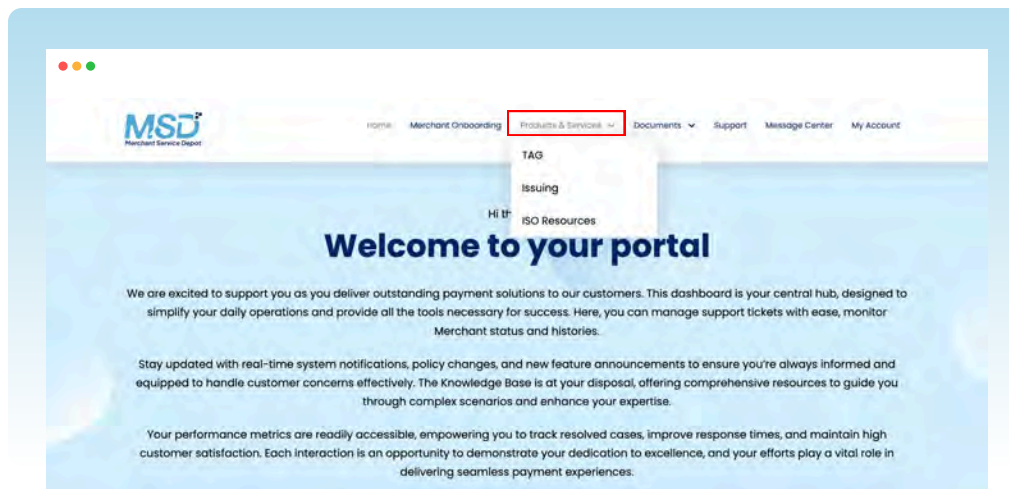 MSD
Merchant Service Depot
Home Merchant Onboarding Products & Services Documents Support Message Center My Account
TAG
Issuing
ISO Resources
Hi
Welcome to your portal
We are excited to support you as you deliver outstanding payment solutions to our customers. This dashboard is your central hub, designed to
simplify your daily operations and provide all the tools necessary for success. Here, you can manage support tickets with ease, monitor
Merchant status and histories.
Stay updated with real-time system notifications, policy changes, and new feature announcements to ensure you're always informed and
equipped to handle customer concerns effectively. The Knowledge Base is at your disposal, offering comprehensive resources to guide you
through complex scenarios and enhance your expertise.
Your performance metrics are readily accessible, empowering you to track resolved cases, improve response times, and maintain high
customer satisfaction. Each interaction is an opportunity to demonstrate your dedication to excellence, and your efforts play a vital role in
delivering seamless payment experiences.